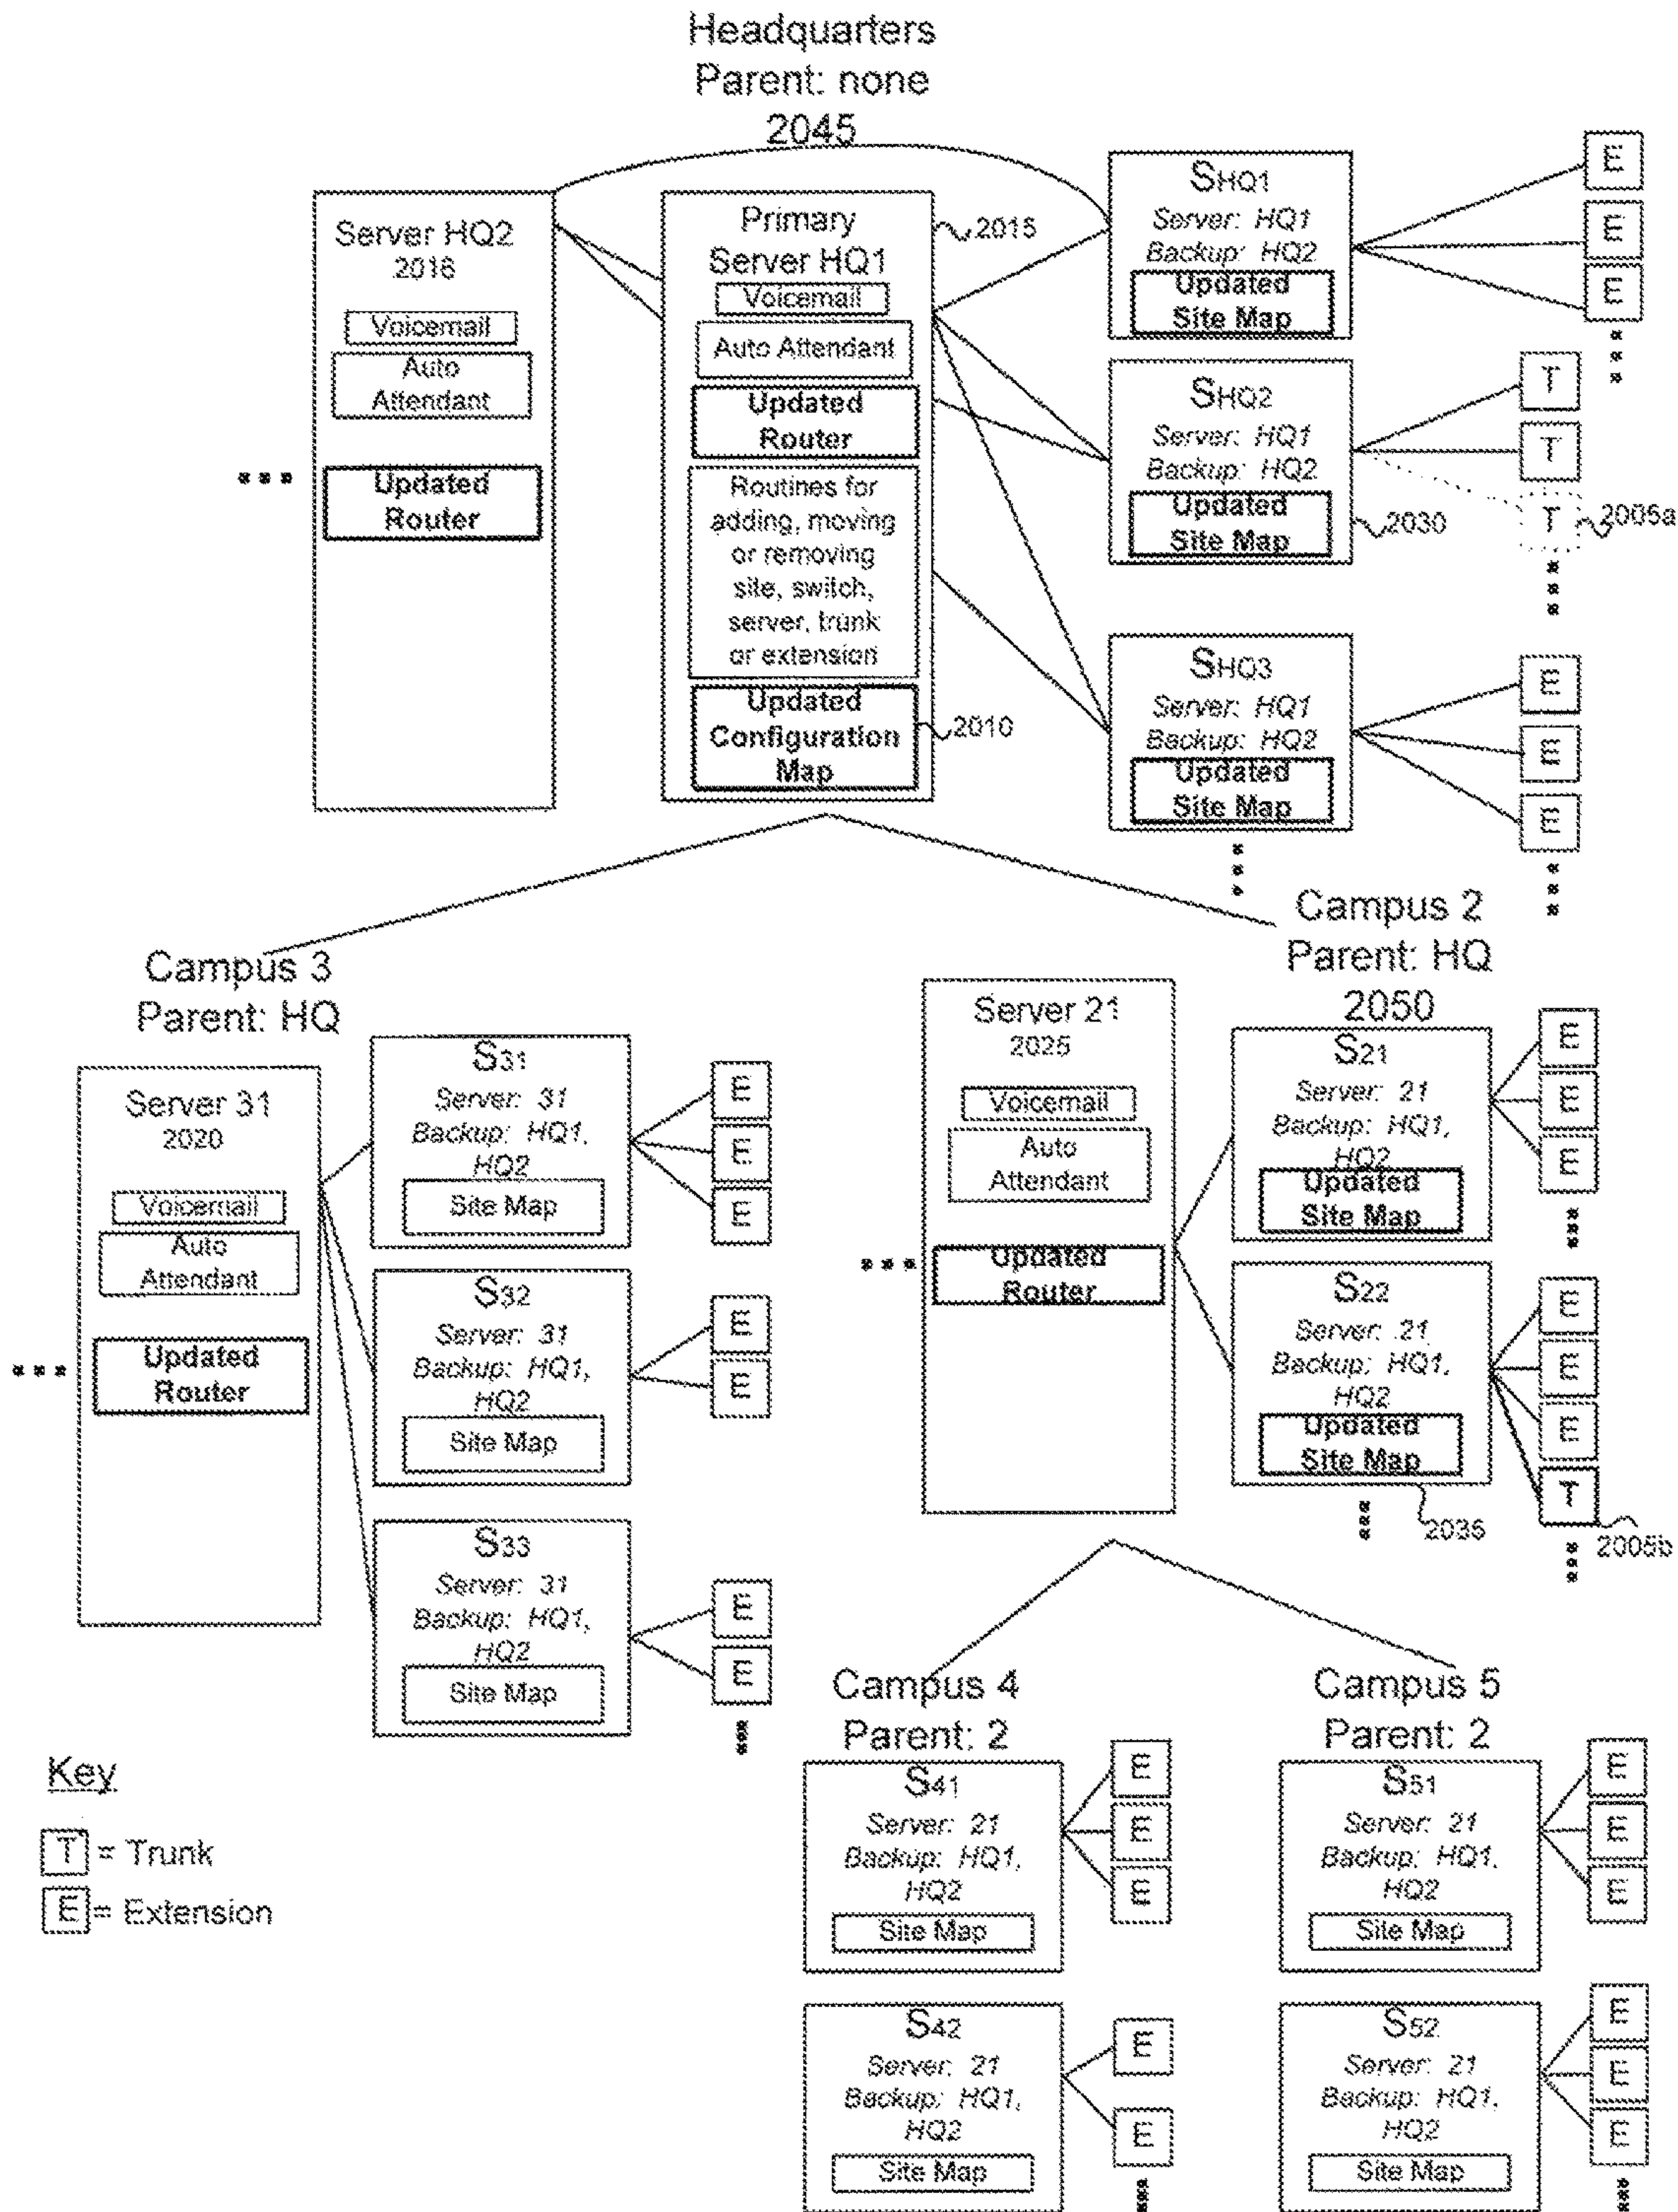 Headquarters
Parent: none
2045
Server HQ2
2016
Voicemail
Auto
Attendant
Updated
Router
Primary
Server HQ1
2015
Voicemail
Auto Attendant
Updated
Router
Routines for
adding, moving
or removing
site, switch,
server, trunk
or extension
Updated
Configuration
Map
2010
SHQ1
Server: HQ1
Backup: HQ2
Updated
Site Map
E
E
E
SHQ2
Server: HQ1
Backup: HQ2
Updated
Site Map
2030
T
T
T
2005a
SHQ3
Server: HQ1
Backup: HQ2
Updated
Site Map
E
E
E
Campus 3
Parent: HQ
Server 31
2020
Voicemail
Auto
Attendant
Updated
Router
S31
Server: 31
Backup: HQ1,
HQ2
Site Map
E
E
E
S32
Server: 31
Backup: HQ1,
HQ2
Site Map
E
E
S33
Server: 31
Backup: HQ1,
HQ2
Site Map
E
E
Campus 2
Parent: HQ
2050
Server 21
2025
Voicemail
Auto
Attendant
Updated
Router
S21
Server: 21
Backup: HQ1,
HQ2
Updated
Site Map
E
E
E
S22
Server: 21
Backup: HQ1,
HQ2
Updated
Site Map
2035
E
E
E
T
2005b
Campus 4
Parent: 2
S41
Server: 21
Backup: HQ1,
HQ2
Site Map
E
E
E
S42
Server: 21
Backup: HQ1,
HQ2
Site Map
E
E
Campus 5
Parent: 2
S51
Server: 21
Backup: HQ1,
HQ2
Site Map
E
E
E
S52
Server: 21
Backup: HQ1,
HQ2
Site Map
E
E
E
Key
T = Trunk
E = Extension